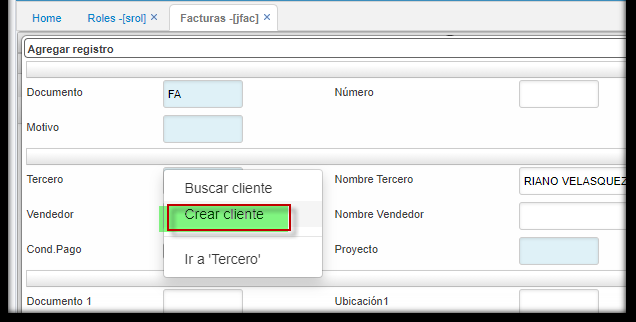 Home Roles -[srol] × Facturas -[jfac] ×
Agregar registro
Documento FA Número
Motivo
Tercero Nombre Tercero RIANO VELASQUEZ
Buscar cliente
Vendedor Crear cliente Nombre Vendedor
Cond.Pago Proyecto
Ir a 'Tercero'
Documento 1 Ubicación1